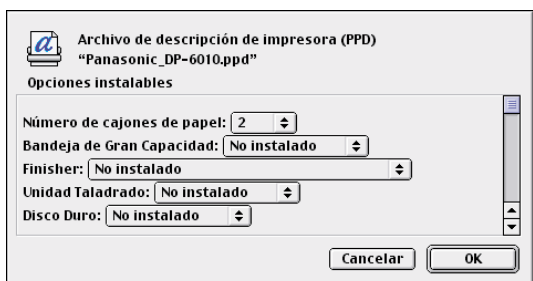 Archivo de descripción de impresora (PPD)
“Panasonic_DP-6010.ppd”
Opciones instalables
Número de cajones de papel: 2
Bandeja de Gran Capacidad: No instalado
Finisher: No instalado
Unidad Taladrado: No instalado
Disco Duro: No instalado
Cancelar OK